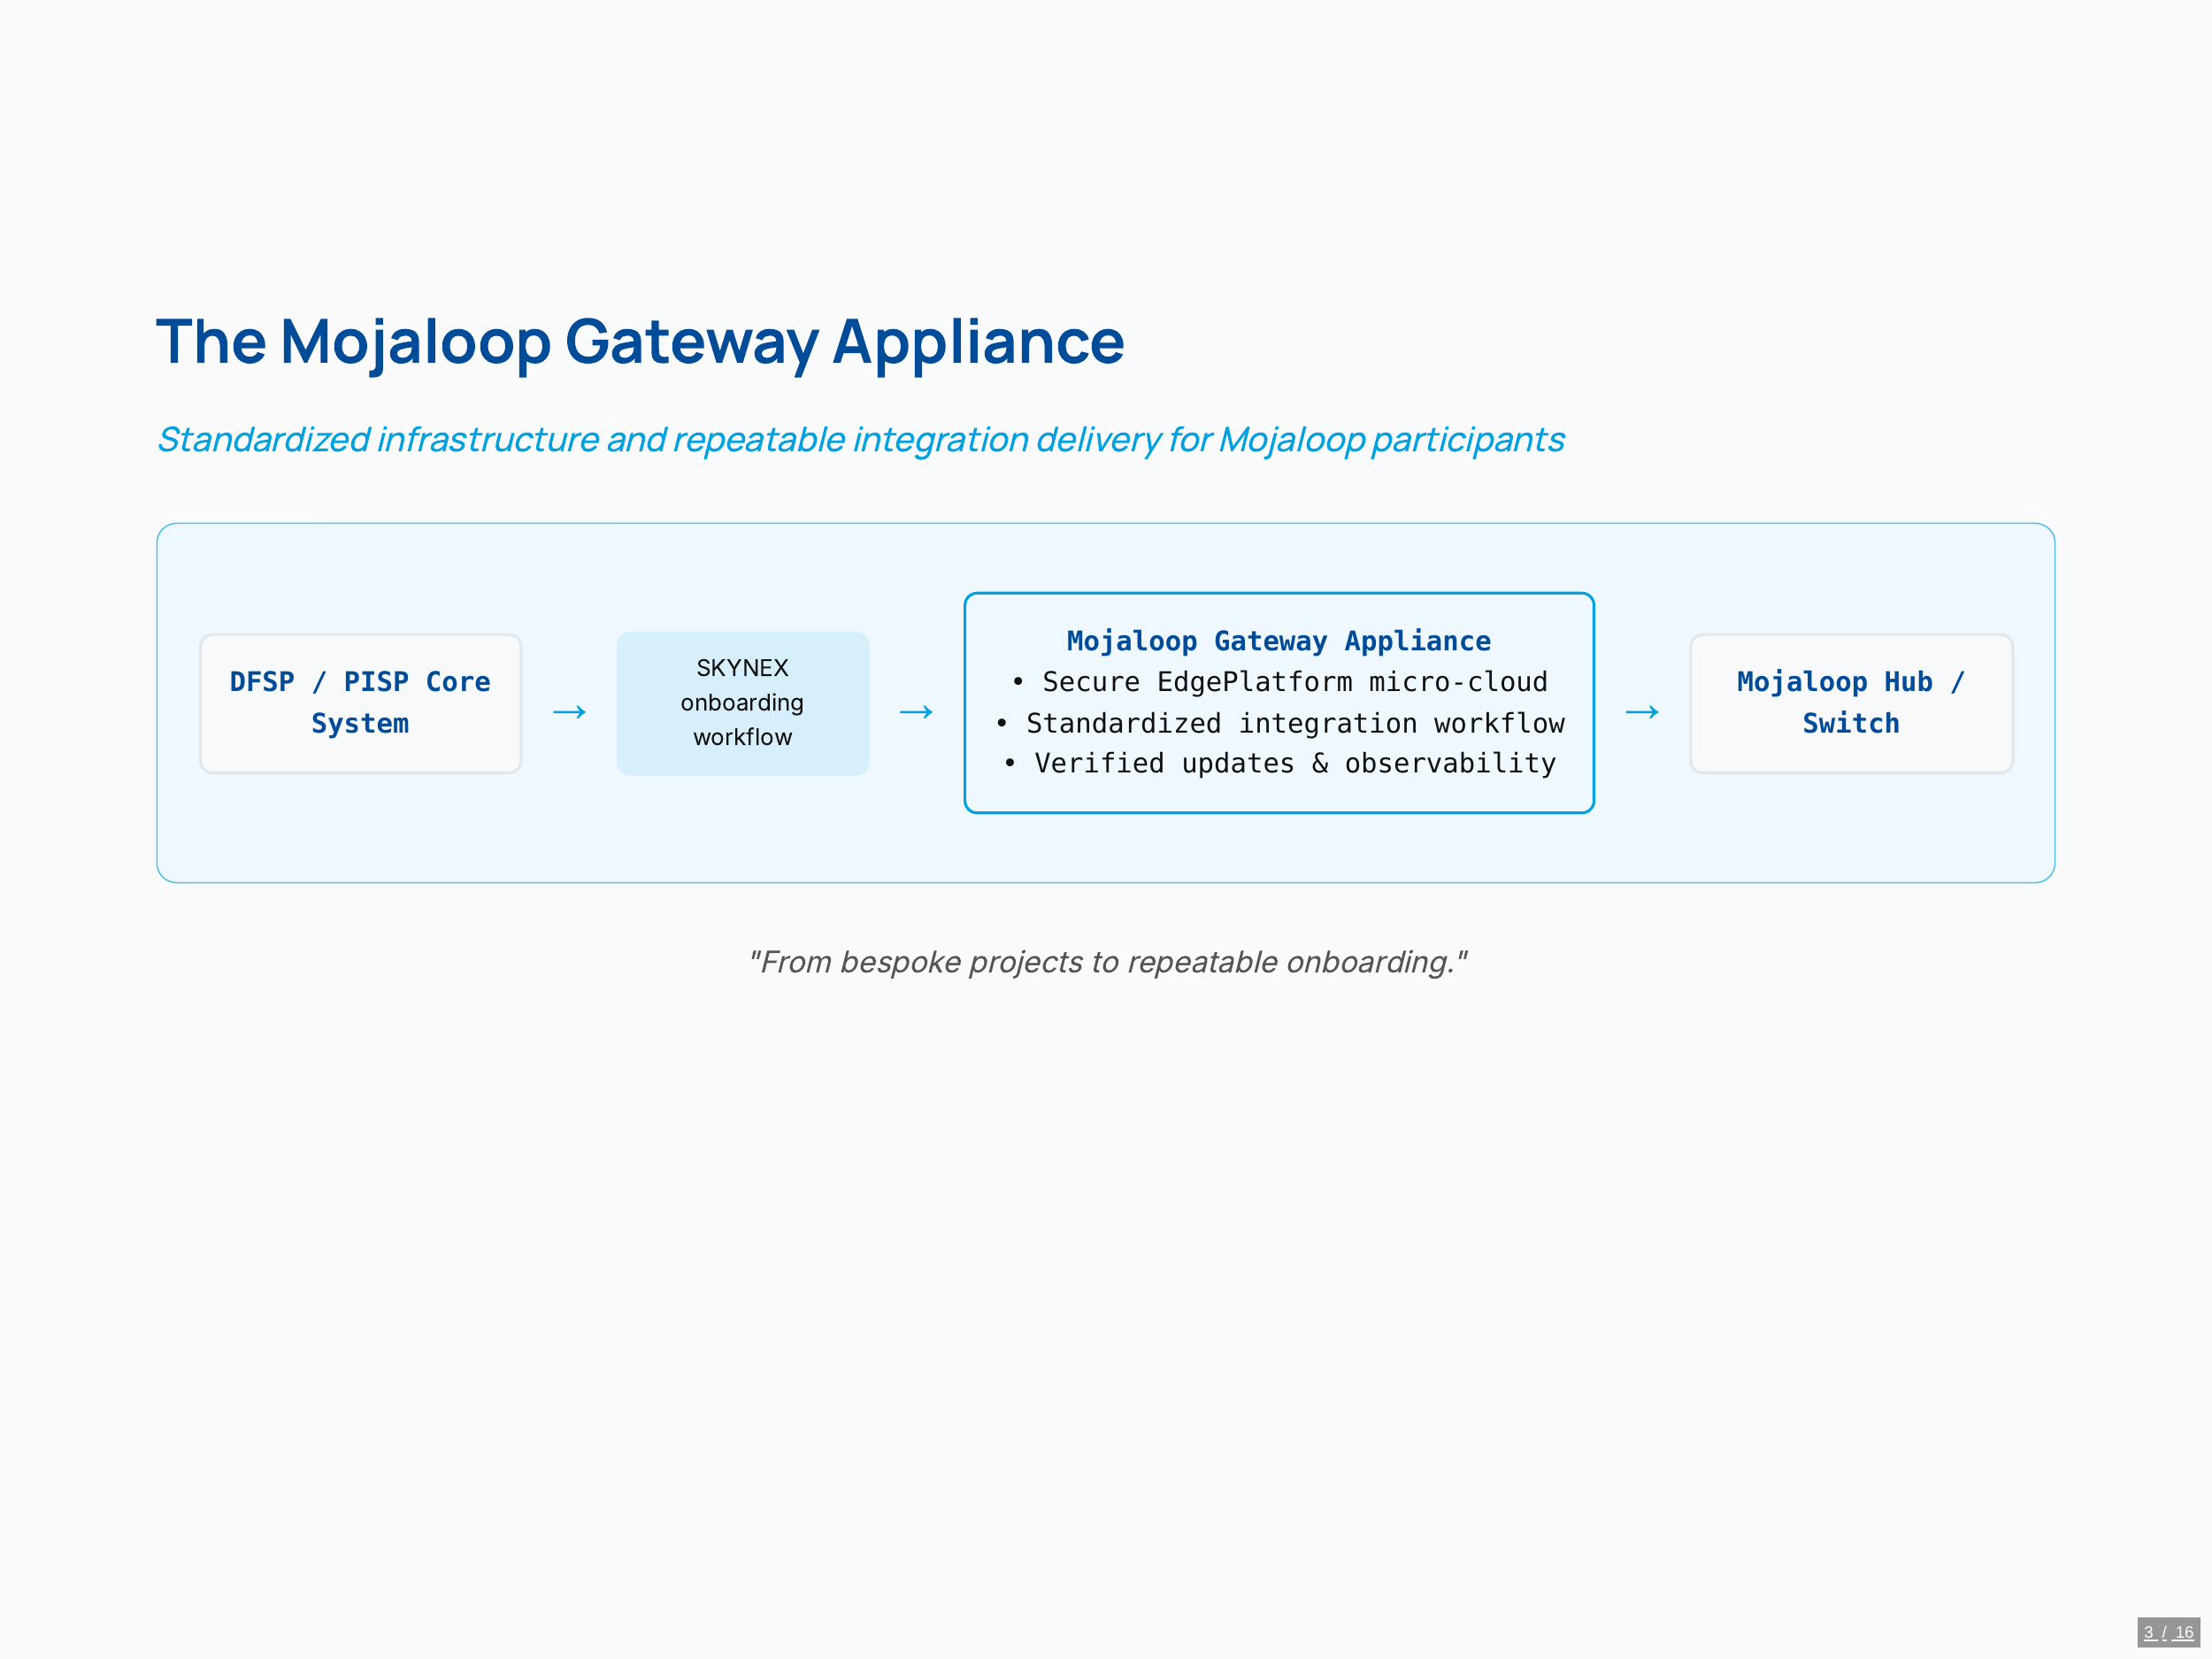 The Mojaloop Gateway Appliance
Standardized infrastructure and repeatable integration delivery for Mojaloop participants
DFSP / PISP Core
System
→
SKYNEX
onboarding
workflow
→
Mojaloop Gateway Appliance
• Secure EdgePlatform micro-cloud
• Standardized integration workflow
• Verified updates & observability
→
Mojaloop Hub /
Switch
"From bespoke projects to repeatable onboarding."
3 / 16